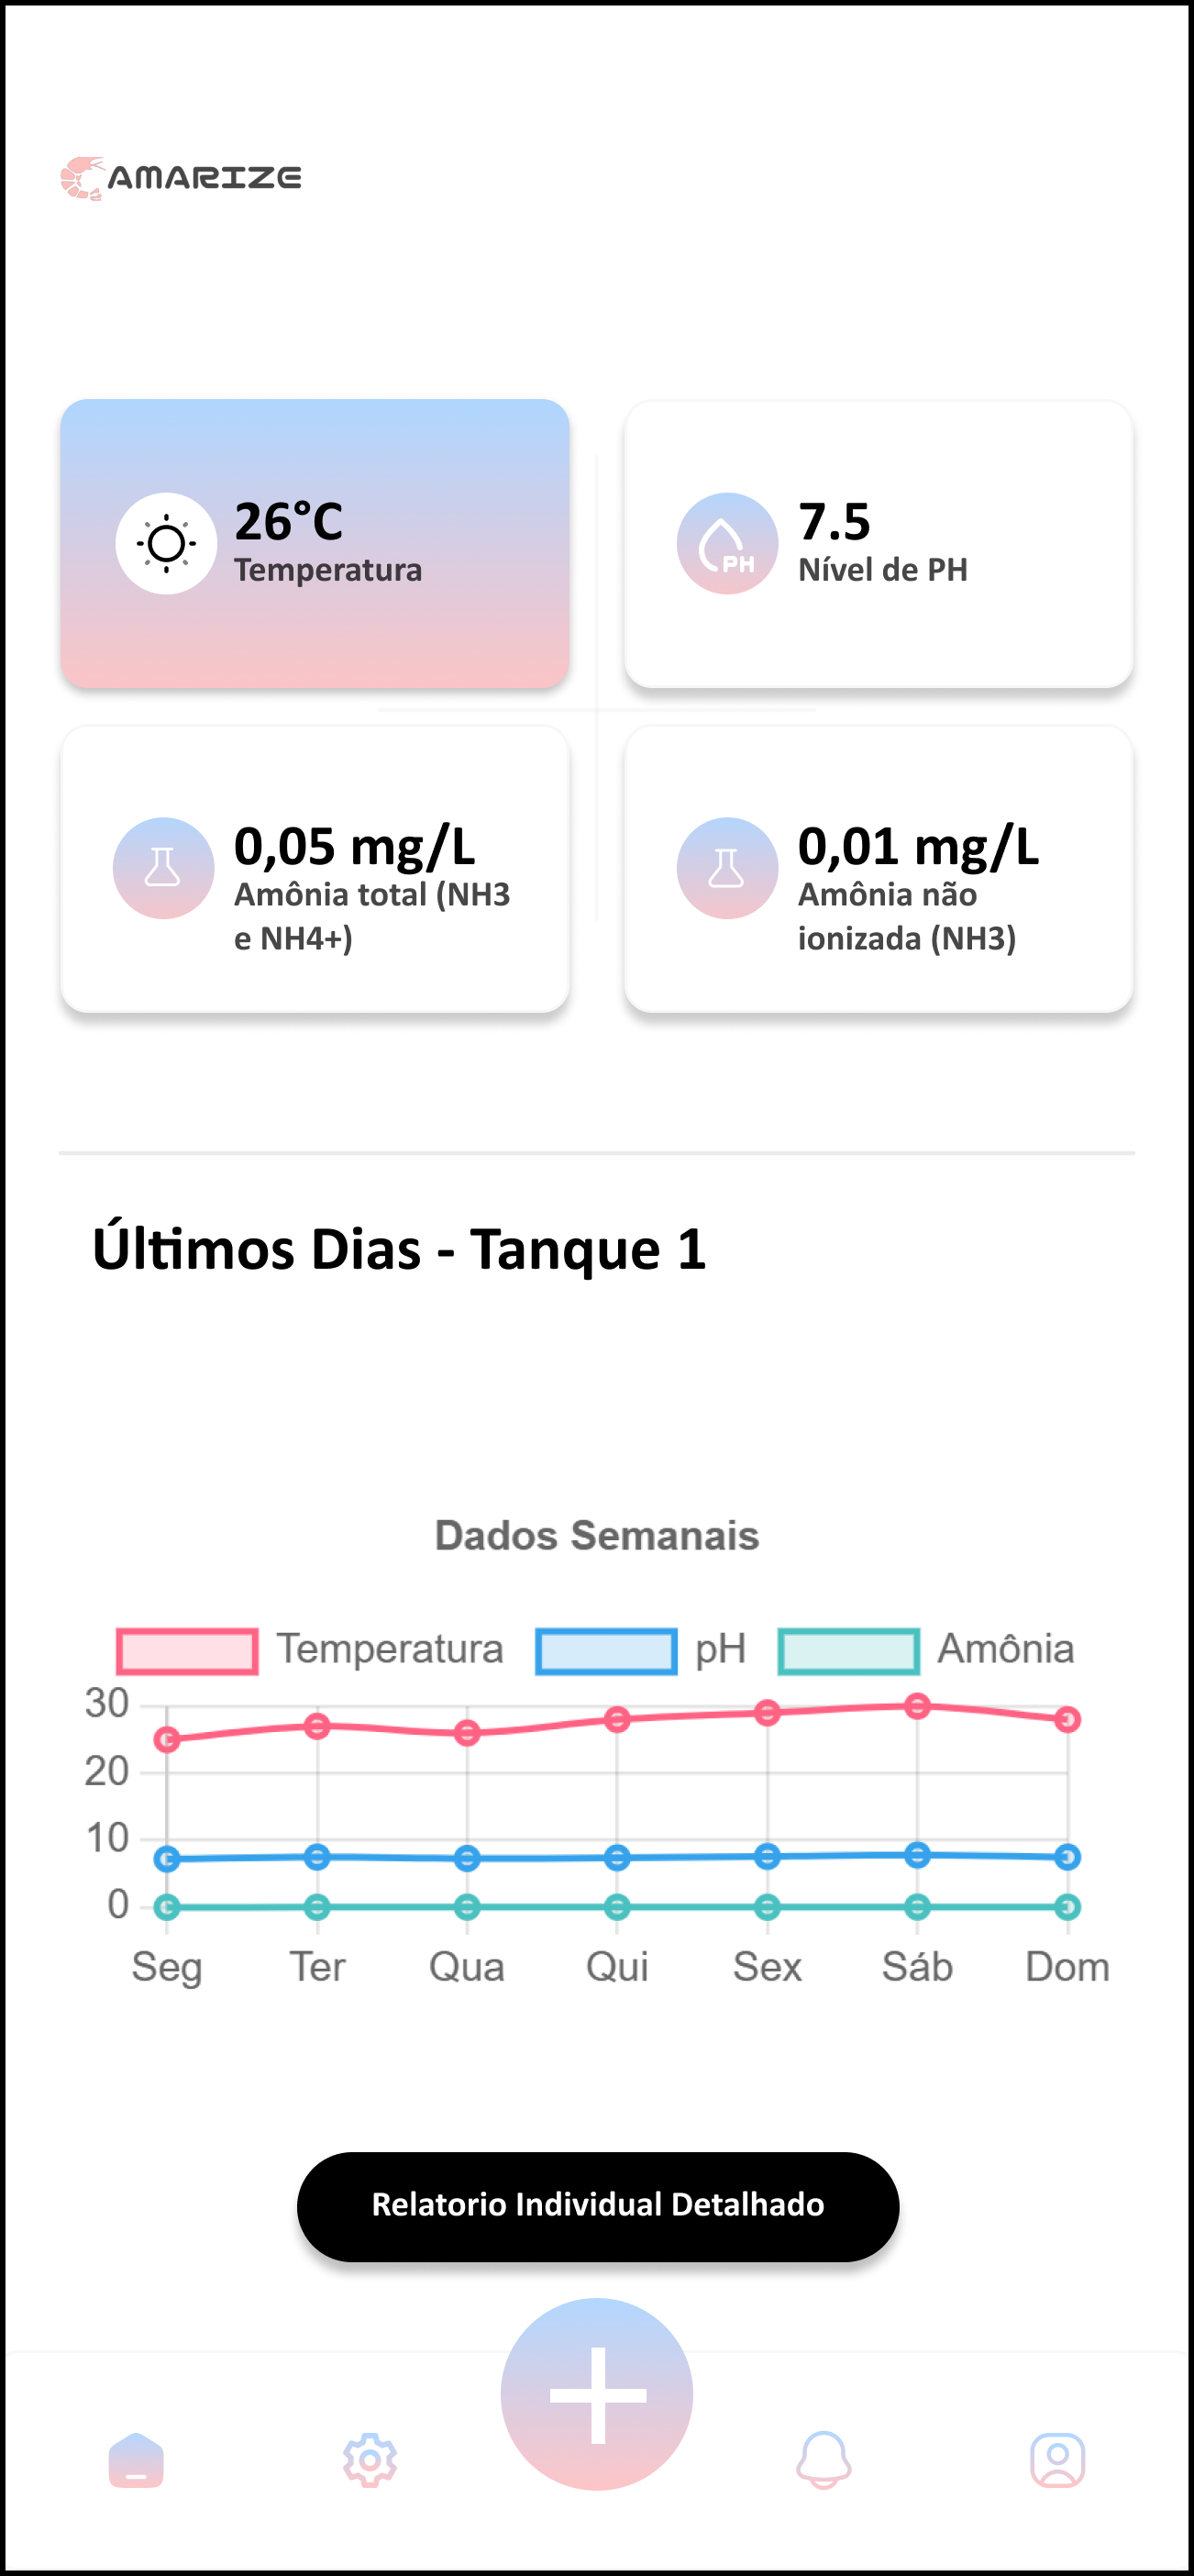 CAMARIZE
26°C
Temperatura
7.5
Nível de PH
PH
0,05 mg/L
Amônia total (NH3
e NH4+)
0,01 mg/L
Amônia não
ionizada (NH3)
Últimos Dias - Tanque 1
Dados Semanais
Temperatura pH Amônia
30
20
10
0
Seg Ter Qua Qui Sex Sáb Dom
Relatorio Individual Detalhado